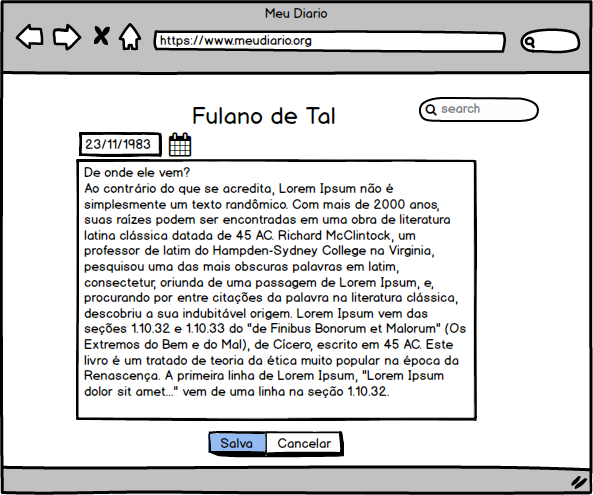 Meu Diario
https://www.meudiario.org
Fulano de Tal
search
23/11/1983
De onde ele vem?
Ao contrário do que se acredita, Lorem Ipsum não é
simplesmente um texto randômico. Com mais de 2000 anos,
suas raízes podem ser encontradas em uma obra de literatura
latina clássica datada de 45 AC. Richard McClintock, um
professor de latim do Hampden-Sydney College na Virginia,
pesquisou uma das mais obscuras palavras em latim,
consectetur, oriunda de uma passagem de Lorem Ipsum, e,
procurando por entre citações da palavra na literatura clássica,
descobriu a sua indubitável origem. Lorem Ipsum vem das
seções 1.10.32 e 1.10.33 do "de Finibus Bonorum et Malorum" (Os
Extremos do Bem e do Mal), de Cícero, escrito em 45 AC. Este
livro é um tratado de teoria da ética muito popular na época da
Renascença. A primeira linha de Lorem Ipsum, "Lorem Ipsum
dolor sit amet..." vem de uma linha na seção 1.10.32.
Salva Cancelar